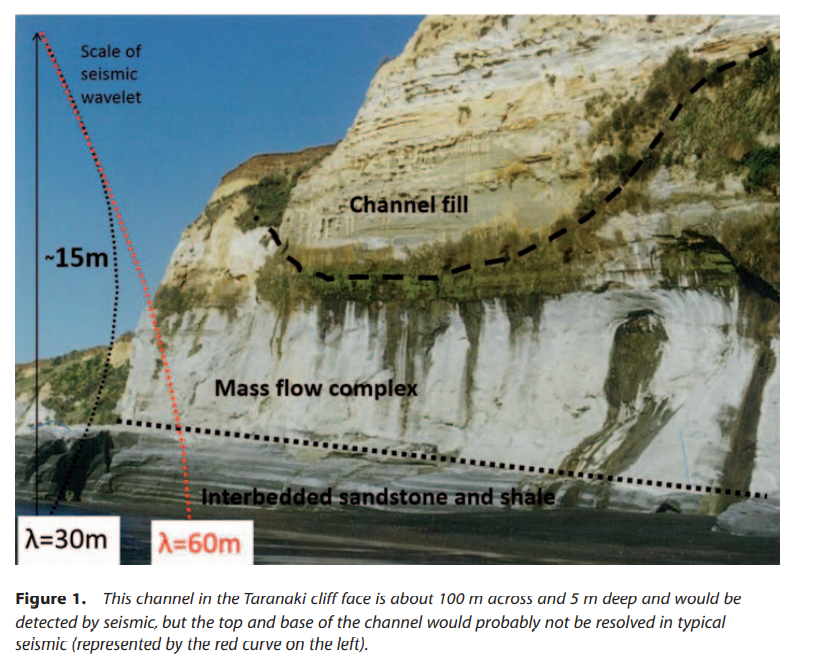 Scale of
seismic
wavelet
Channel fill
~15m
Mass flow complex
Interbedded sandstone and shale
λ=30m
λ=60m
Figure 1. This channel in the Taranaki cliff face is about 100 m across and 5 m deep and would be
detected by seismic, but the top and base of the channel would probably not be resolved in typical
seismic (represented by the red curve on the left).